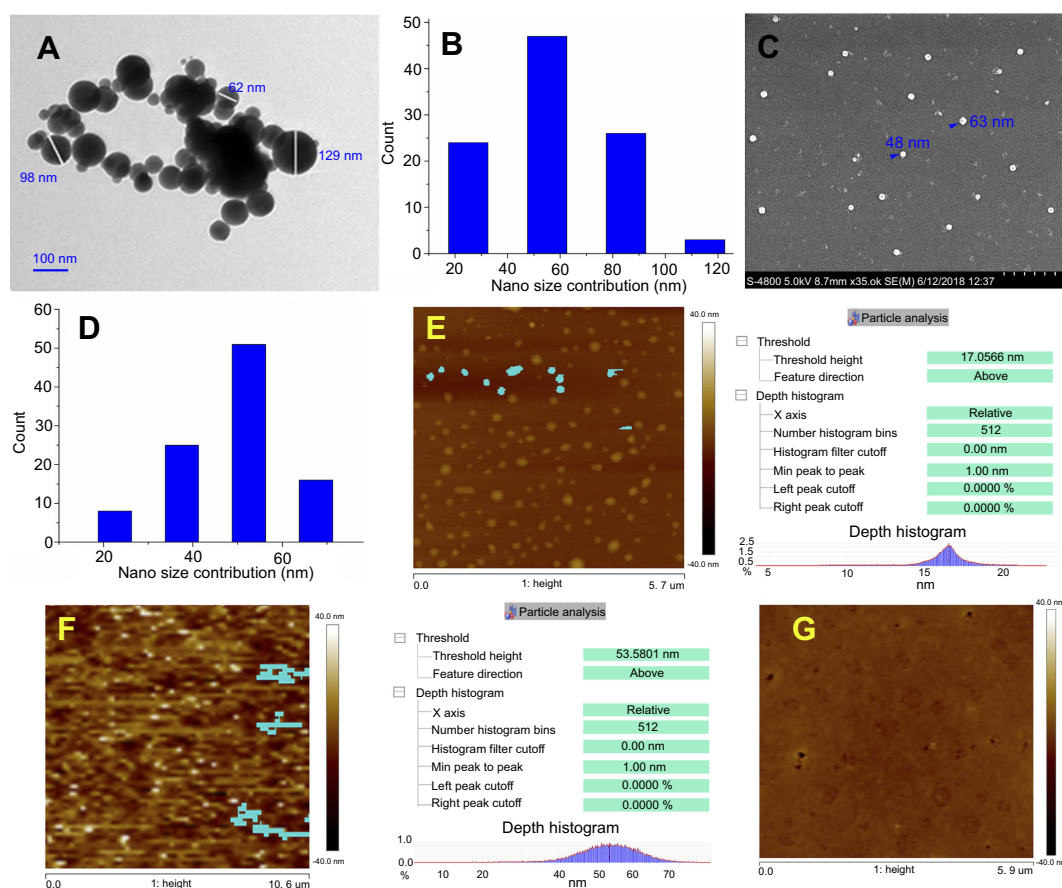 A
62 nm
129 nm
98 nm
100 nm
B
50
40
30
20
10
0
Count
20 40 60 80 100 120
Nano size contribution (nm)
C
63 nm
48 nm
S-4800 5.0kV 8.7mm x35.ok SE(M) 6/12/2018 12:37
D
60
50
40
30
20
10
0
Count
20 40 60
Nano size contribution (nm)
E
40.0 nm
-40.0 nm
0.0 1: height 5.7 um
Particle analysis
Threshold
Threshold height 17.0566 nm
Feature direction Above
Depth histogram
X axis Relative
Number histogram bins 512
Histogram filter cutoff 0.00 nm
Min peak to peak 1.00 nm
Left peak cutoff 0.0000 %
Right peak cutoff 0.0000 %
Depth histogram
2.5
1.5
0.5
% 5 10 15 20
nm
F
40.0 nm
-40.0 nm
0.0 1: height 10.6 um
Particle analysis
Threshold
Threshold height 53.5801 nm
Feature direction Above
Depth histogram
X axis Relative
Number histogram bins 512
Histogram filter cutoff 0.00 nm
Min peak to peak 1.00 nm
Left peak cutoff 0.0000 %
Right peak cutoff 0.0000 %
Depth histogram
1.0
0.0
% 10 20 40 50 60 70 80
nm
G
40.0 nm
-40.0 nm
0.0 1: height 5.9 um